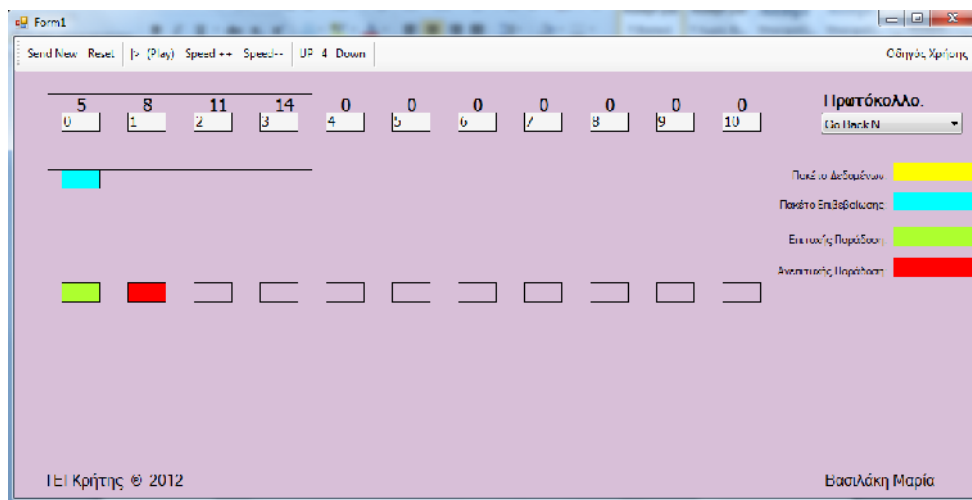 Form1
Send New Reset |> (Play) Speed ++ Speed-- UP 4 Down Οδηγός Χρήσης
5 8 11 14 0 0 0 0 0 0 0
0 1 2 3 4 5 6 7 8 9 10
Πρωτόκολλο.
Go Back N
Πακέτο Δεδομένων
Πακέτο Επιβεβαίωσης
Επιτυχής Παράδοση
Ανεπιτυχής Παράδοση
ΤΕΙ Κρήτης ® 2012
Βασιλάκη Μαρία